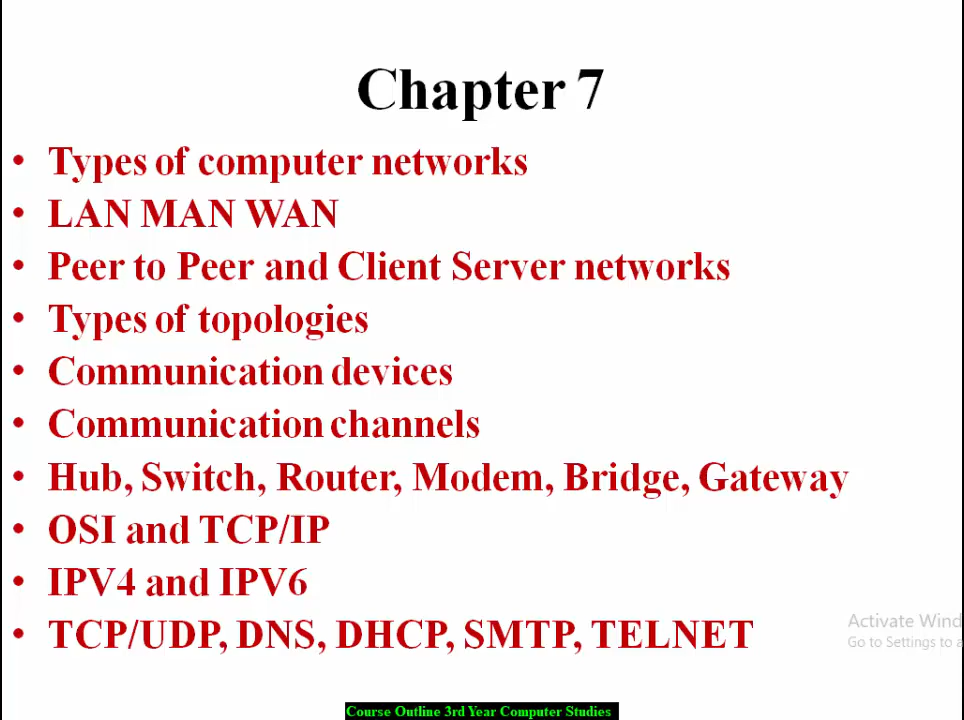 Chapter 7
• Types of computer networks
• LAN MAN WAN
• Peer to Peer and Client Server networks
• Types of topologies
• Communication devices
• Communication channels
• Hub, Switch, Router, Modem, Bridge, Gateway
• OSI and TCP/IP
• IPV4 and IPV6
• TCP/UDP, DNS, DHCP, SMTP, TELNET
Activate Wind
Go to Settings to a
Course Outline 3rd Year Computer Studies